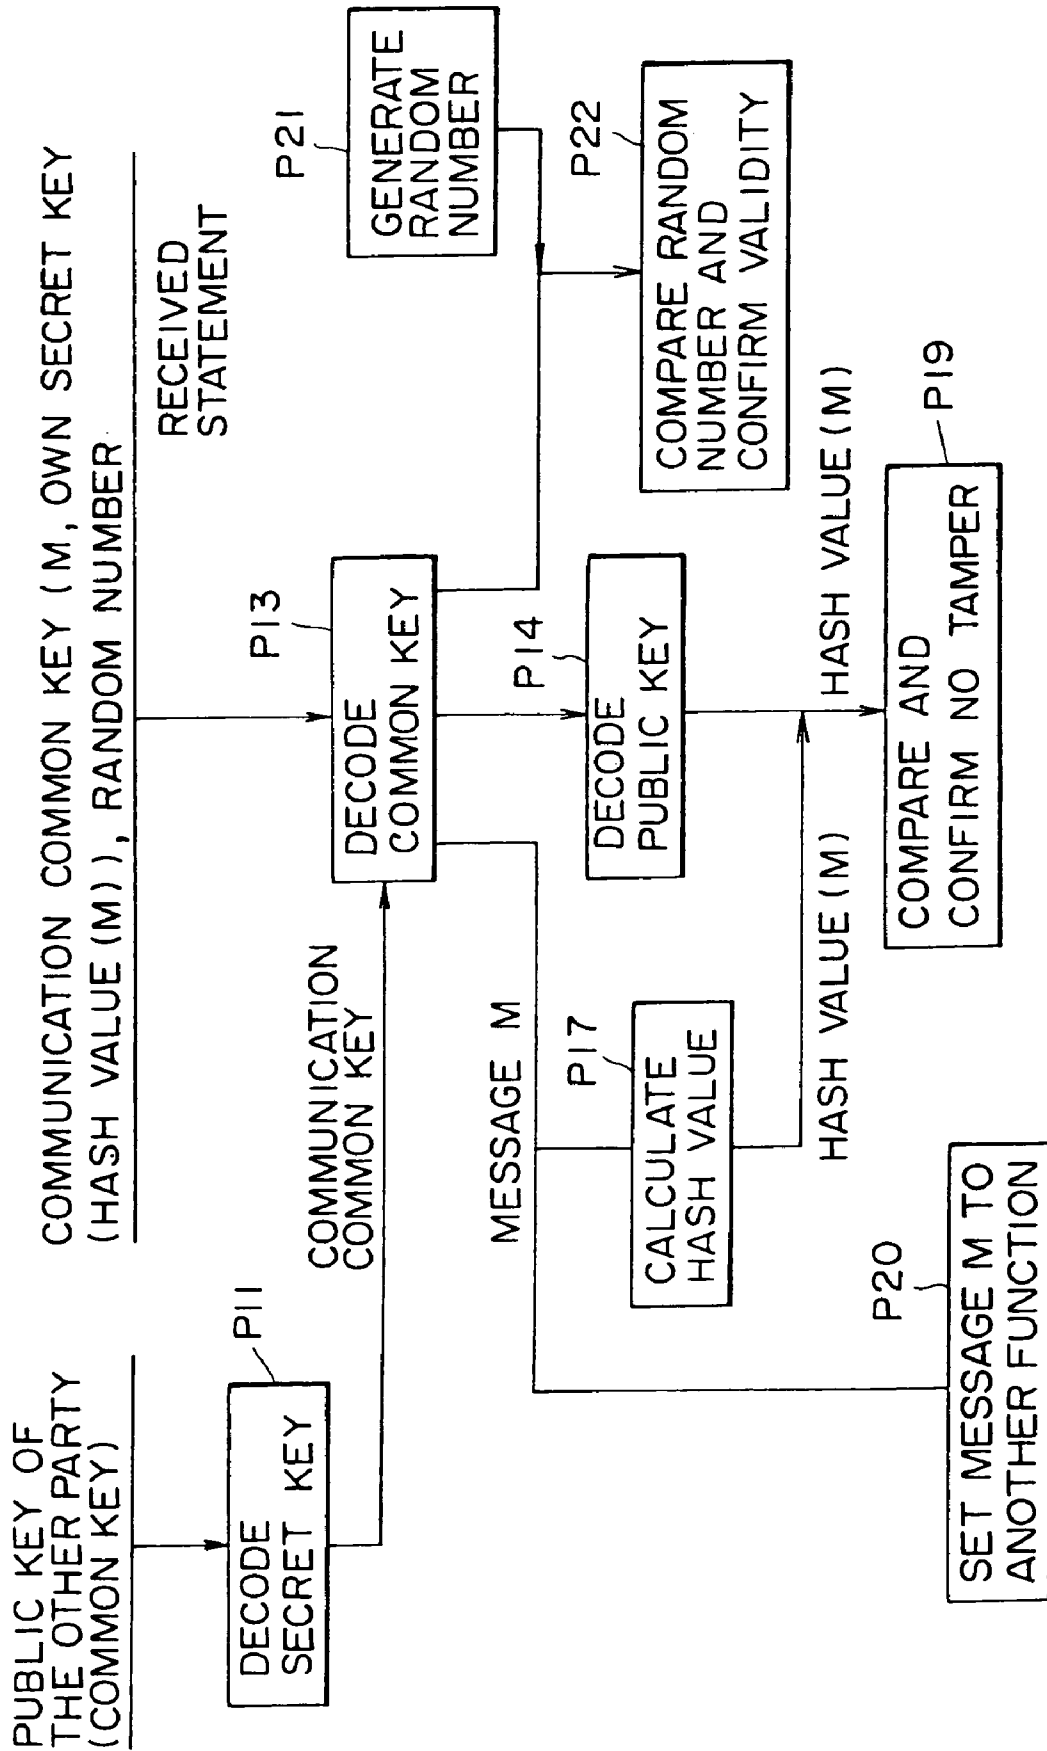 PUBLIC KEY OF
THE OTHER PARTY
(COMMON KEY)
COMMUNICATION COMMON KEY (M, OWN SECRET KEY
(HASH VALUE (M)), RANDOM NUMBER
RECEIVED
STATEMENT
P11
DECODE
SECRET KEY
COMMUNICATION
COMMON KEY
P13
DECODE
COMMON KEY
P21
GENERATE
RANDOM
NUMBER
MESSAGE M
P14
DECODE
PUBLIC KEY
P22
COMPARE RANDOM
NUMBER AND
CONFIRM VALIDITY
P17
CALCULATE
HASH VALUE
HASH VALUE (M)
HASH VALUE (M)
P19
COMPARE AND
CONFIRM NO TAMPER
P20
SET MESSAGE M TO
ANOTHER FUNCTION